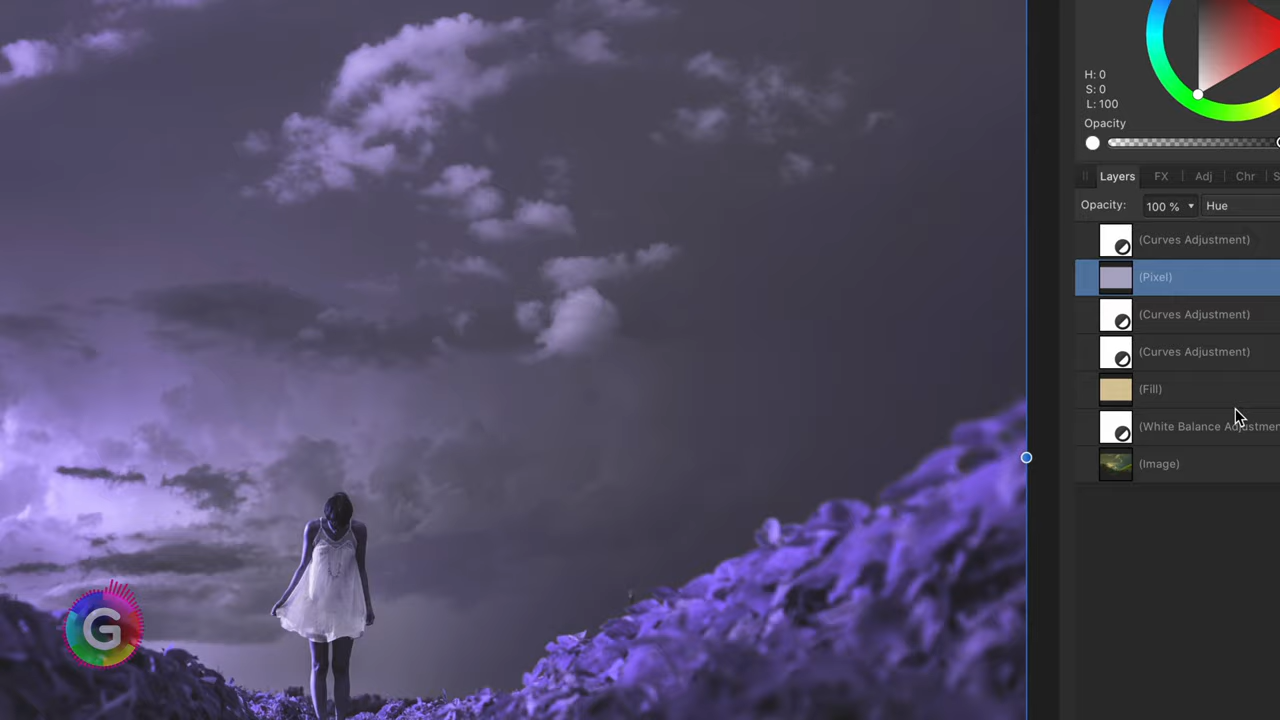 H: 0
S: 0
L: 100
Opacity
Layers FX Adj Chr
Opacity: 100 % Hue
(Curves Adjustment)
(Pixel)
(Curves Adjustment)
(Curves Adjustment)
(Fill)
(White Balance Adjustmen
(Image)
G